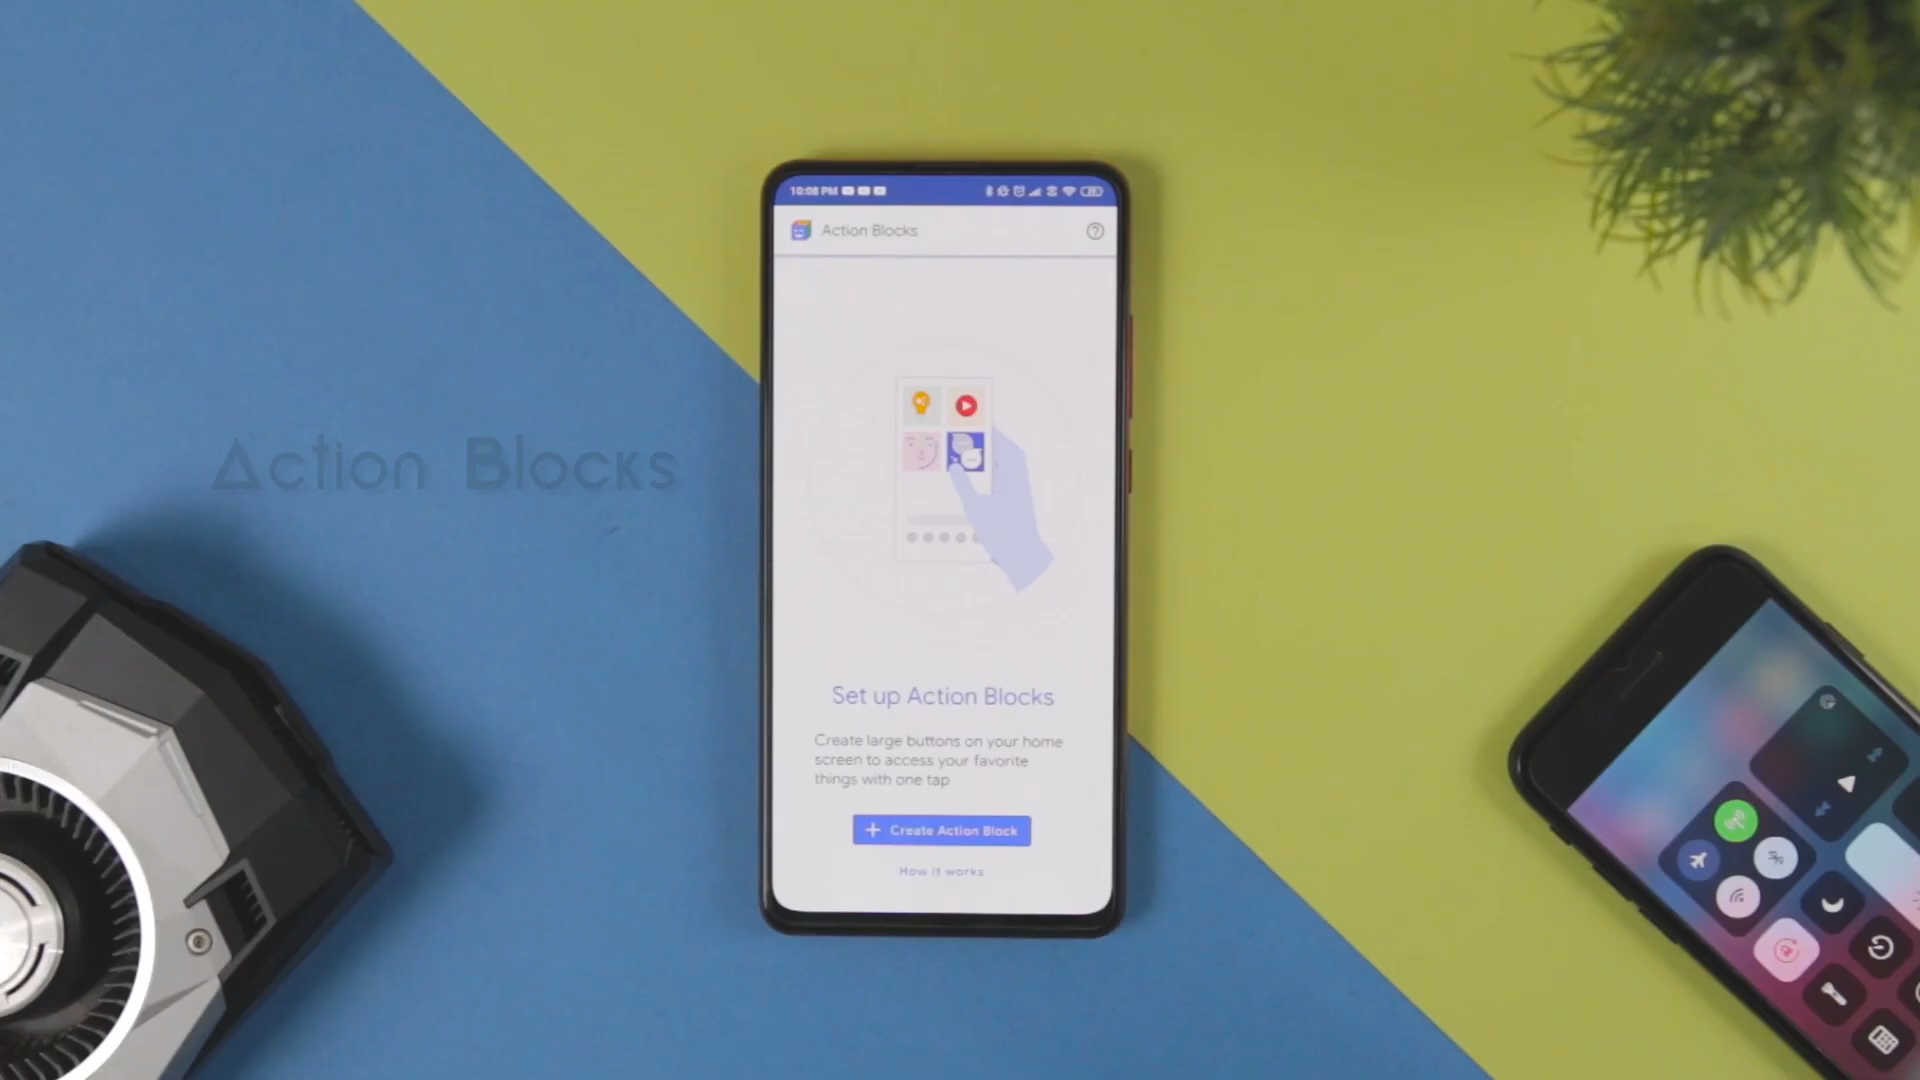 10:08 PM
Action Blocks
Action Blocks
Set up Action Blocks
Create large buttons on your home
screen to access your favorite
things with one tap
+ Create Action Block
How it works